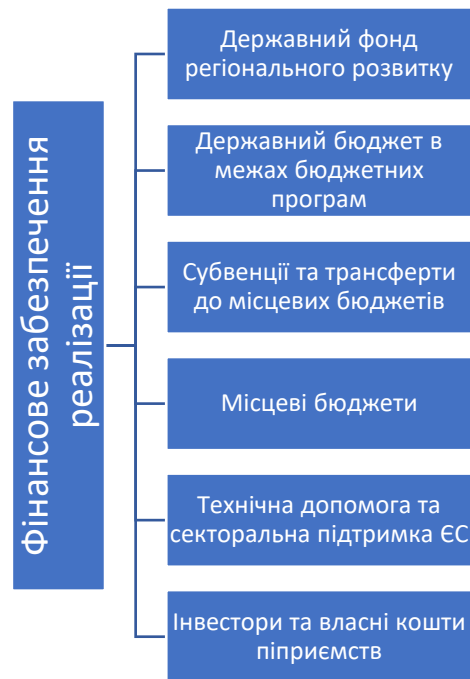 Фінансове забезпечення
реалізації
Державний фонд
регіонального розвитку
Державний бюджет в
межах бюджетних
програм
Субвенції та трансферти
до місцевих бюджетів
Місцеві бюджети
Технічна допомога та
секторальна підтримка ЄС
Інвестори та власні кошти
піприємств